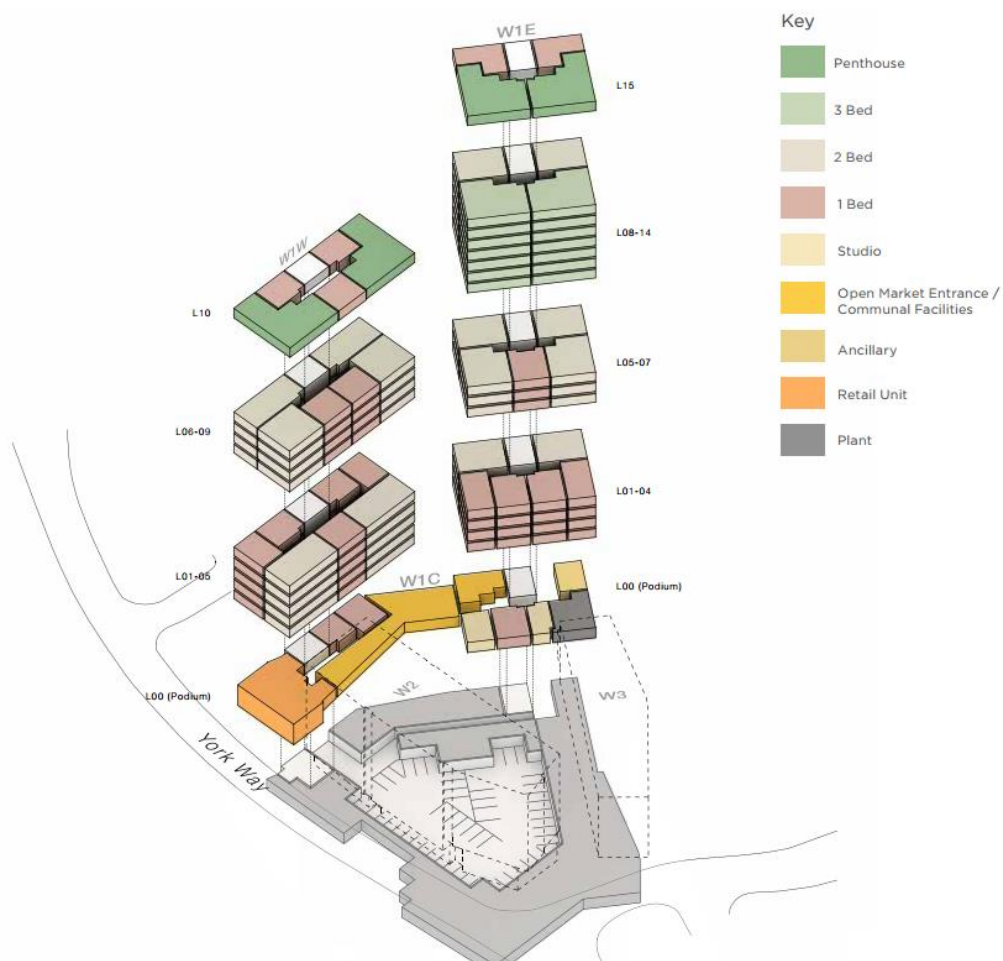 W1E
L15
L08-14
W1W
L10
L05-07
L06-09
L01-04
L01-05
W1C
L00 (Podium)
L00 (Podium)
W2
W3
York Way
Key
Penthouse
3 Bed
2 Bed
1 Bed
Studio
Open Market Entrance /
Communal Facilities
Ancillary
Retail Unit
Plant